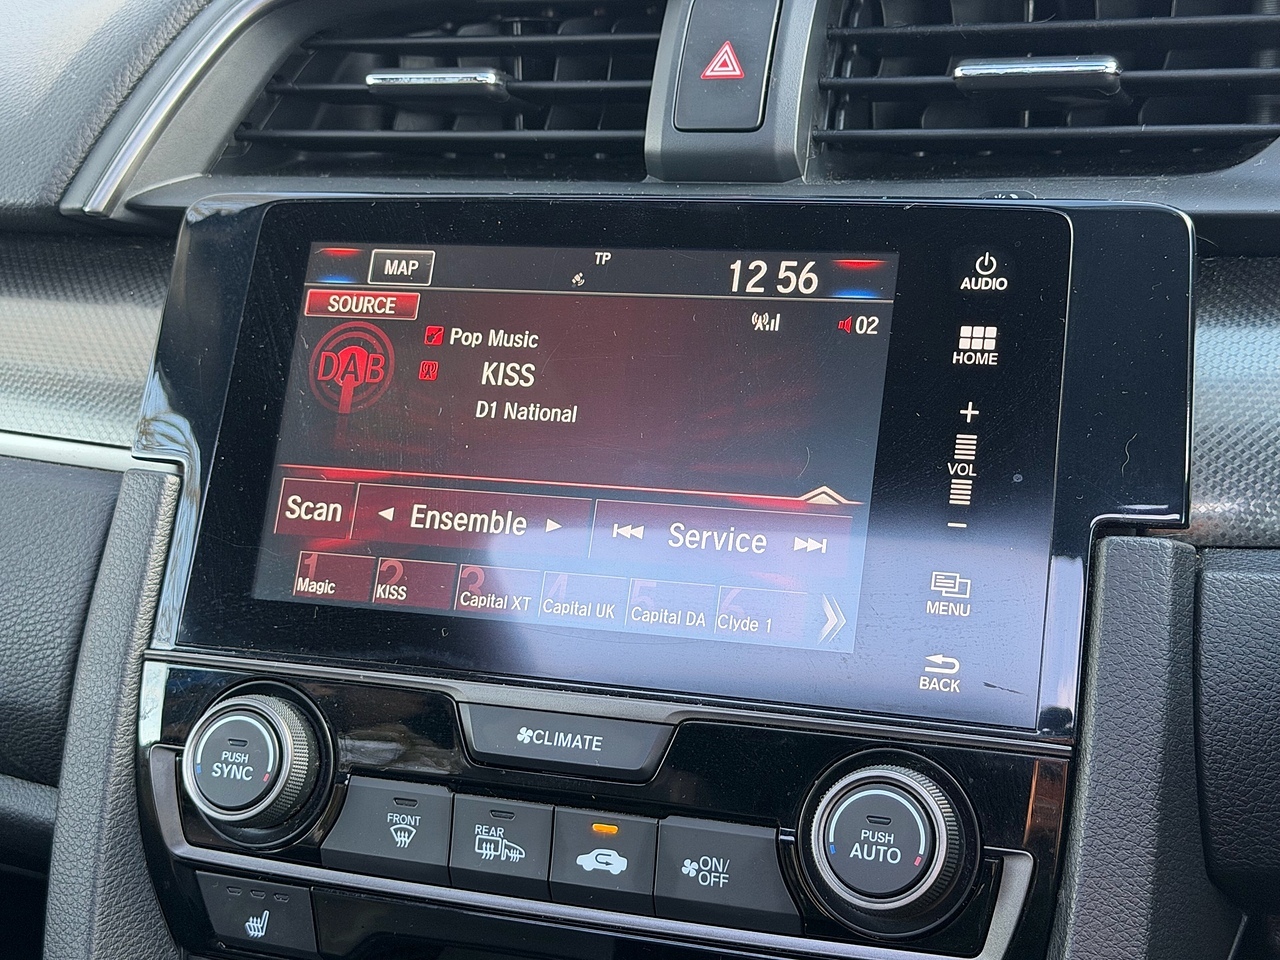 MAP
TP
12 56
SOURCE
02
DAB
Pop Music
KISS
D1 National
Scan
Ensemble
Service
1 Magic
2 KISS
3 Capital XT
4 Capital UK
5 Capital DA
6 Clyde 1
AUDIO
HOME
+
VOL
−
MENU
BACK
CLIMATE
PUSH
SYNC
FRONT
REAR
ON/
OFF
PUSH
AUTO